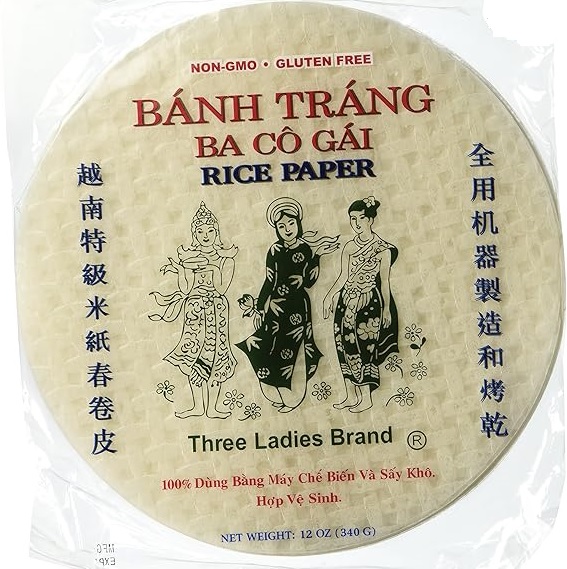 NON-GMO • GLUTEN FREE
BÁNH TRÁNG
BA CÔ GÁI
RICE PAPER
越南特級米紙春卷皮
全用机器製造和烤乾
Three Ladies Brand ®
100% Dùng Bằng Máy Chế Biến Và Sấy Khô.
Hợp Vệ Sinh.
NET WEIGHT: 12 OZ (340 G)
MFG
EXP: